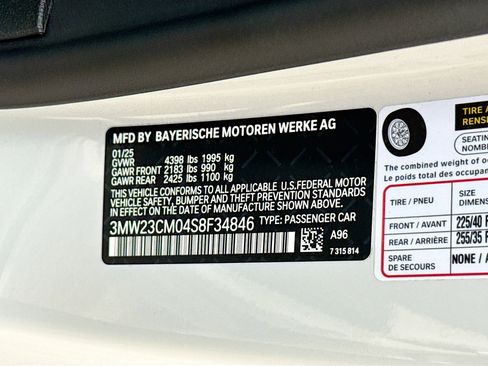 MFD BY BAYERISCHE MOTOREN WERKE AG
01/25
GVWR 4398 lbs 1995 kg
GAWR FRONT 2183 lbs 990 kg
GAWR REAR 2425 lbs 1100 kg
THIS VEHICLE CONFORMS TO ALL APPLICABLE U.S.FEDERAL MOTOR
VEHICLE SAFETY, BUMPER AND THEFT PREVENTION STANDARDS
IN EFFECT ON THE DATE OF MANUFACTURE SHOWN ABOVE.
3MW23CM04S8F34846 TYPE: PASSENGER CAR
A96
7 315 814
TIRE A
RENSE
SEATING
NOMBRE
The combined weight of oc
Le poids total des occupa
TIRE / PNEU
SIZE
DIMENS
FRONT / AVANT
225/40 R
REAR / ARRIÈRE
255/35 R
SPARE
DE SECOURS
NONE / A